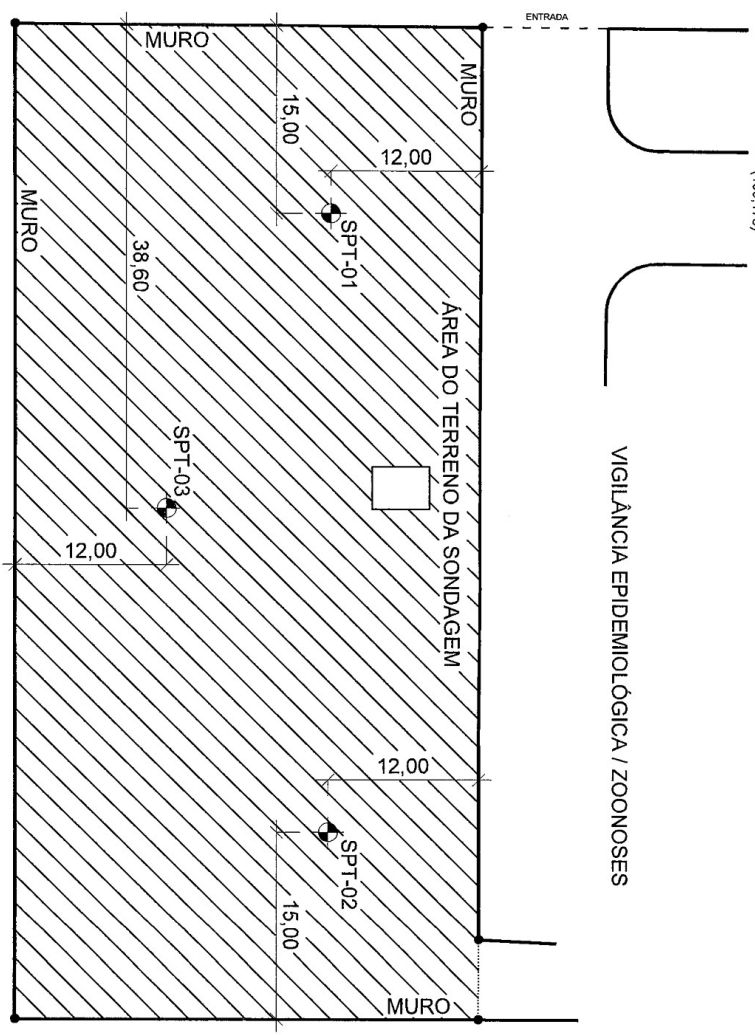 ENTRADA
MURO
MURO
15,00
12,00
SPT-01
MURO
38,60
ÁREA DO TERRENO DA SONDAGEM
VIGILÂNCIA EPIDEMIOLÓGICA / ZOONOSES
SPT-03
12,00
12,00
SPT-02
15,00
MURO